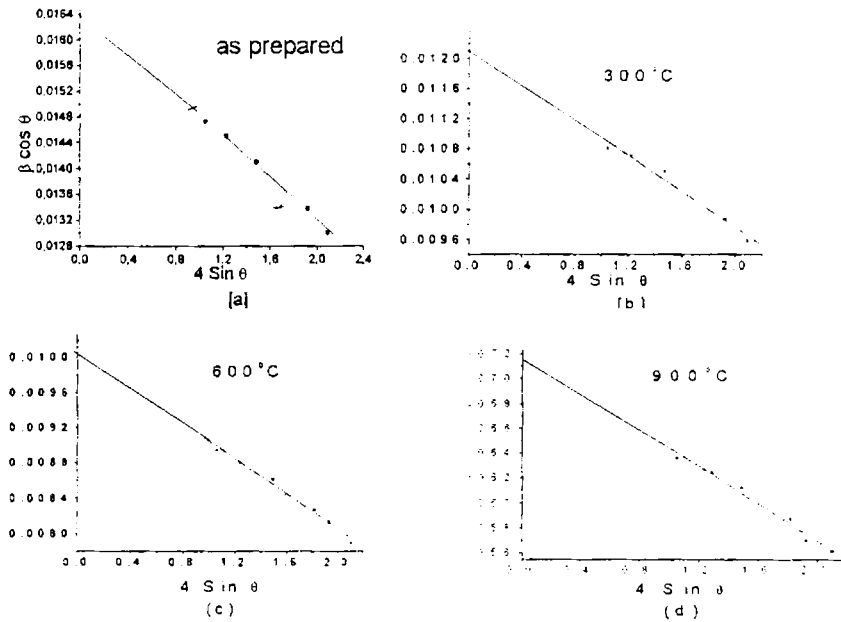 as prepared
β cos θ
0,0164
0,0160
0,0156
0,0152
0,0148
0,0144
0,0140
0,0136
0,0132
0,0128
0,0 0,4 0,8 1,2 1,6 2,0 2,4
4 Sin θ
[a]
300°C
0.0120
0.0116
0.0112
0.0108
0.0104
0.0100
0.0096
0.0 0.4 0.8 1.2 1.6 2.0
4 Sin θ
[b]
600°C
0.0100
0.0096
0.0092
0.0088
0.0084
0.0080
0.0 0.4 0.8 1.2 1.6 2.0
4 Sin θ
(c)
900°C
4 Sin θ
(d)